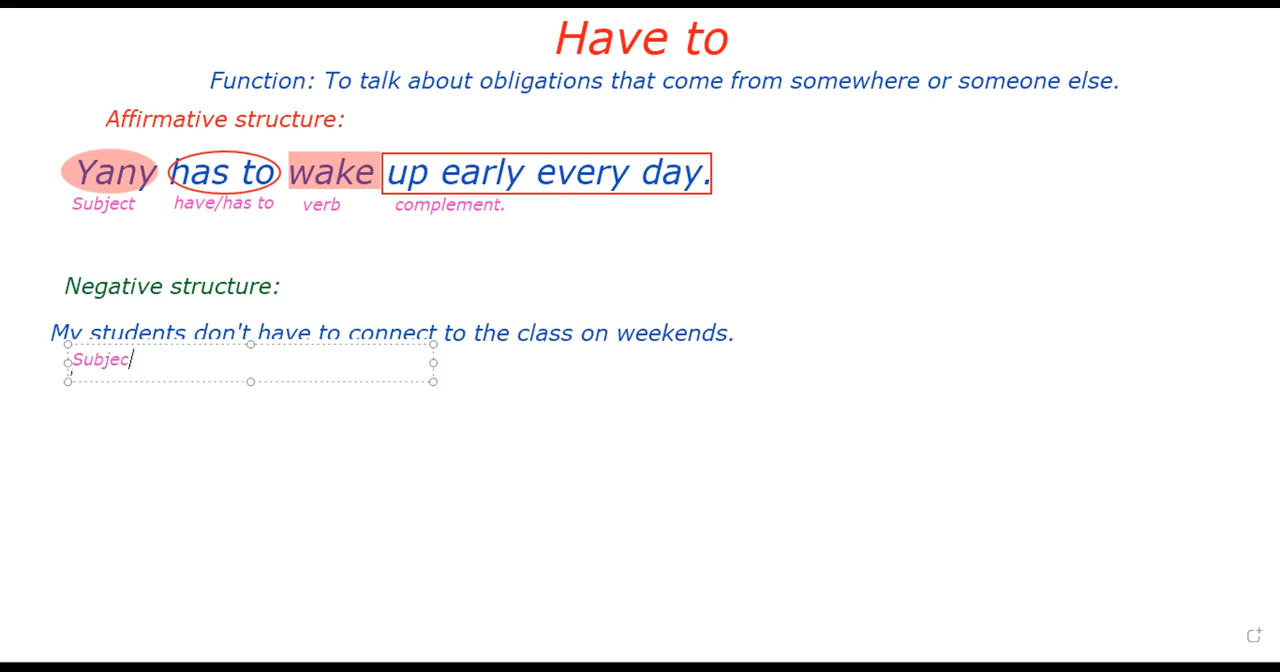 Have to
Function: To talk about obligations that come from somewhere or someone else.
Affirmative structure:
Yany has to wake up early every day.
Subject have/has to verb complement.
Negative structure:
My students don't have to connect to the class on weekends.
Subjec